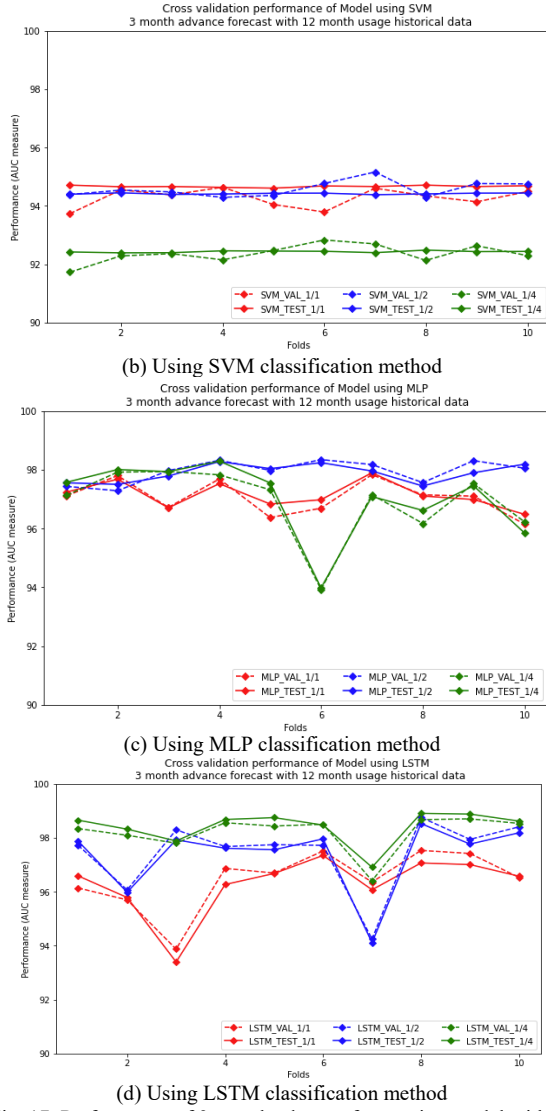 Cross validation performance of Model using SVM
3 month advance forecast with 12 month usage historical data
100
98
96
94
92
90
Performance (AUC measure)
2 4 6 8 10
Folds
SVM_VAL_1/1 SVM_VAL_1/2 SVM_VAL_1/4
SVM_TEST_1/1 SVM_TEST_1/2 SVM_TEST_1/4
(b) Using SVM classification method
Cross validation performance of Model using MLP
3 month advance forecast with 12 month usage historical data
100
98
96
94
92
90
Performance (AUC measure)
2 4 6 8 10
Folds
MLP_VAL_1/1 MLP_VAL_1/2 MLP_VAL_1/4
MLP_TEST_1/1 MLP_TEST_1/2 MLP_TEST_1/4
(c) Using MLP classification method
Cross validation performance of Model using LSTM
3 month advance forecast with 12 month usage historical data
100
98
96
94
92
90
Performance (AUC measure)
2 4 6 8 10
Folds
LSTM_VAL_1/1 LSTM_VAL_1/2 LSTM_VAL_1/4
LSTM_TEST_1/1 LSTM_TEST_1/2 LSTM_TEST_1/4
(d) Using LSTM classification method